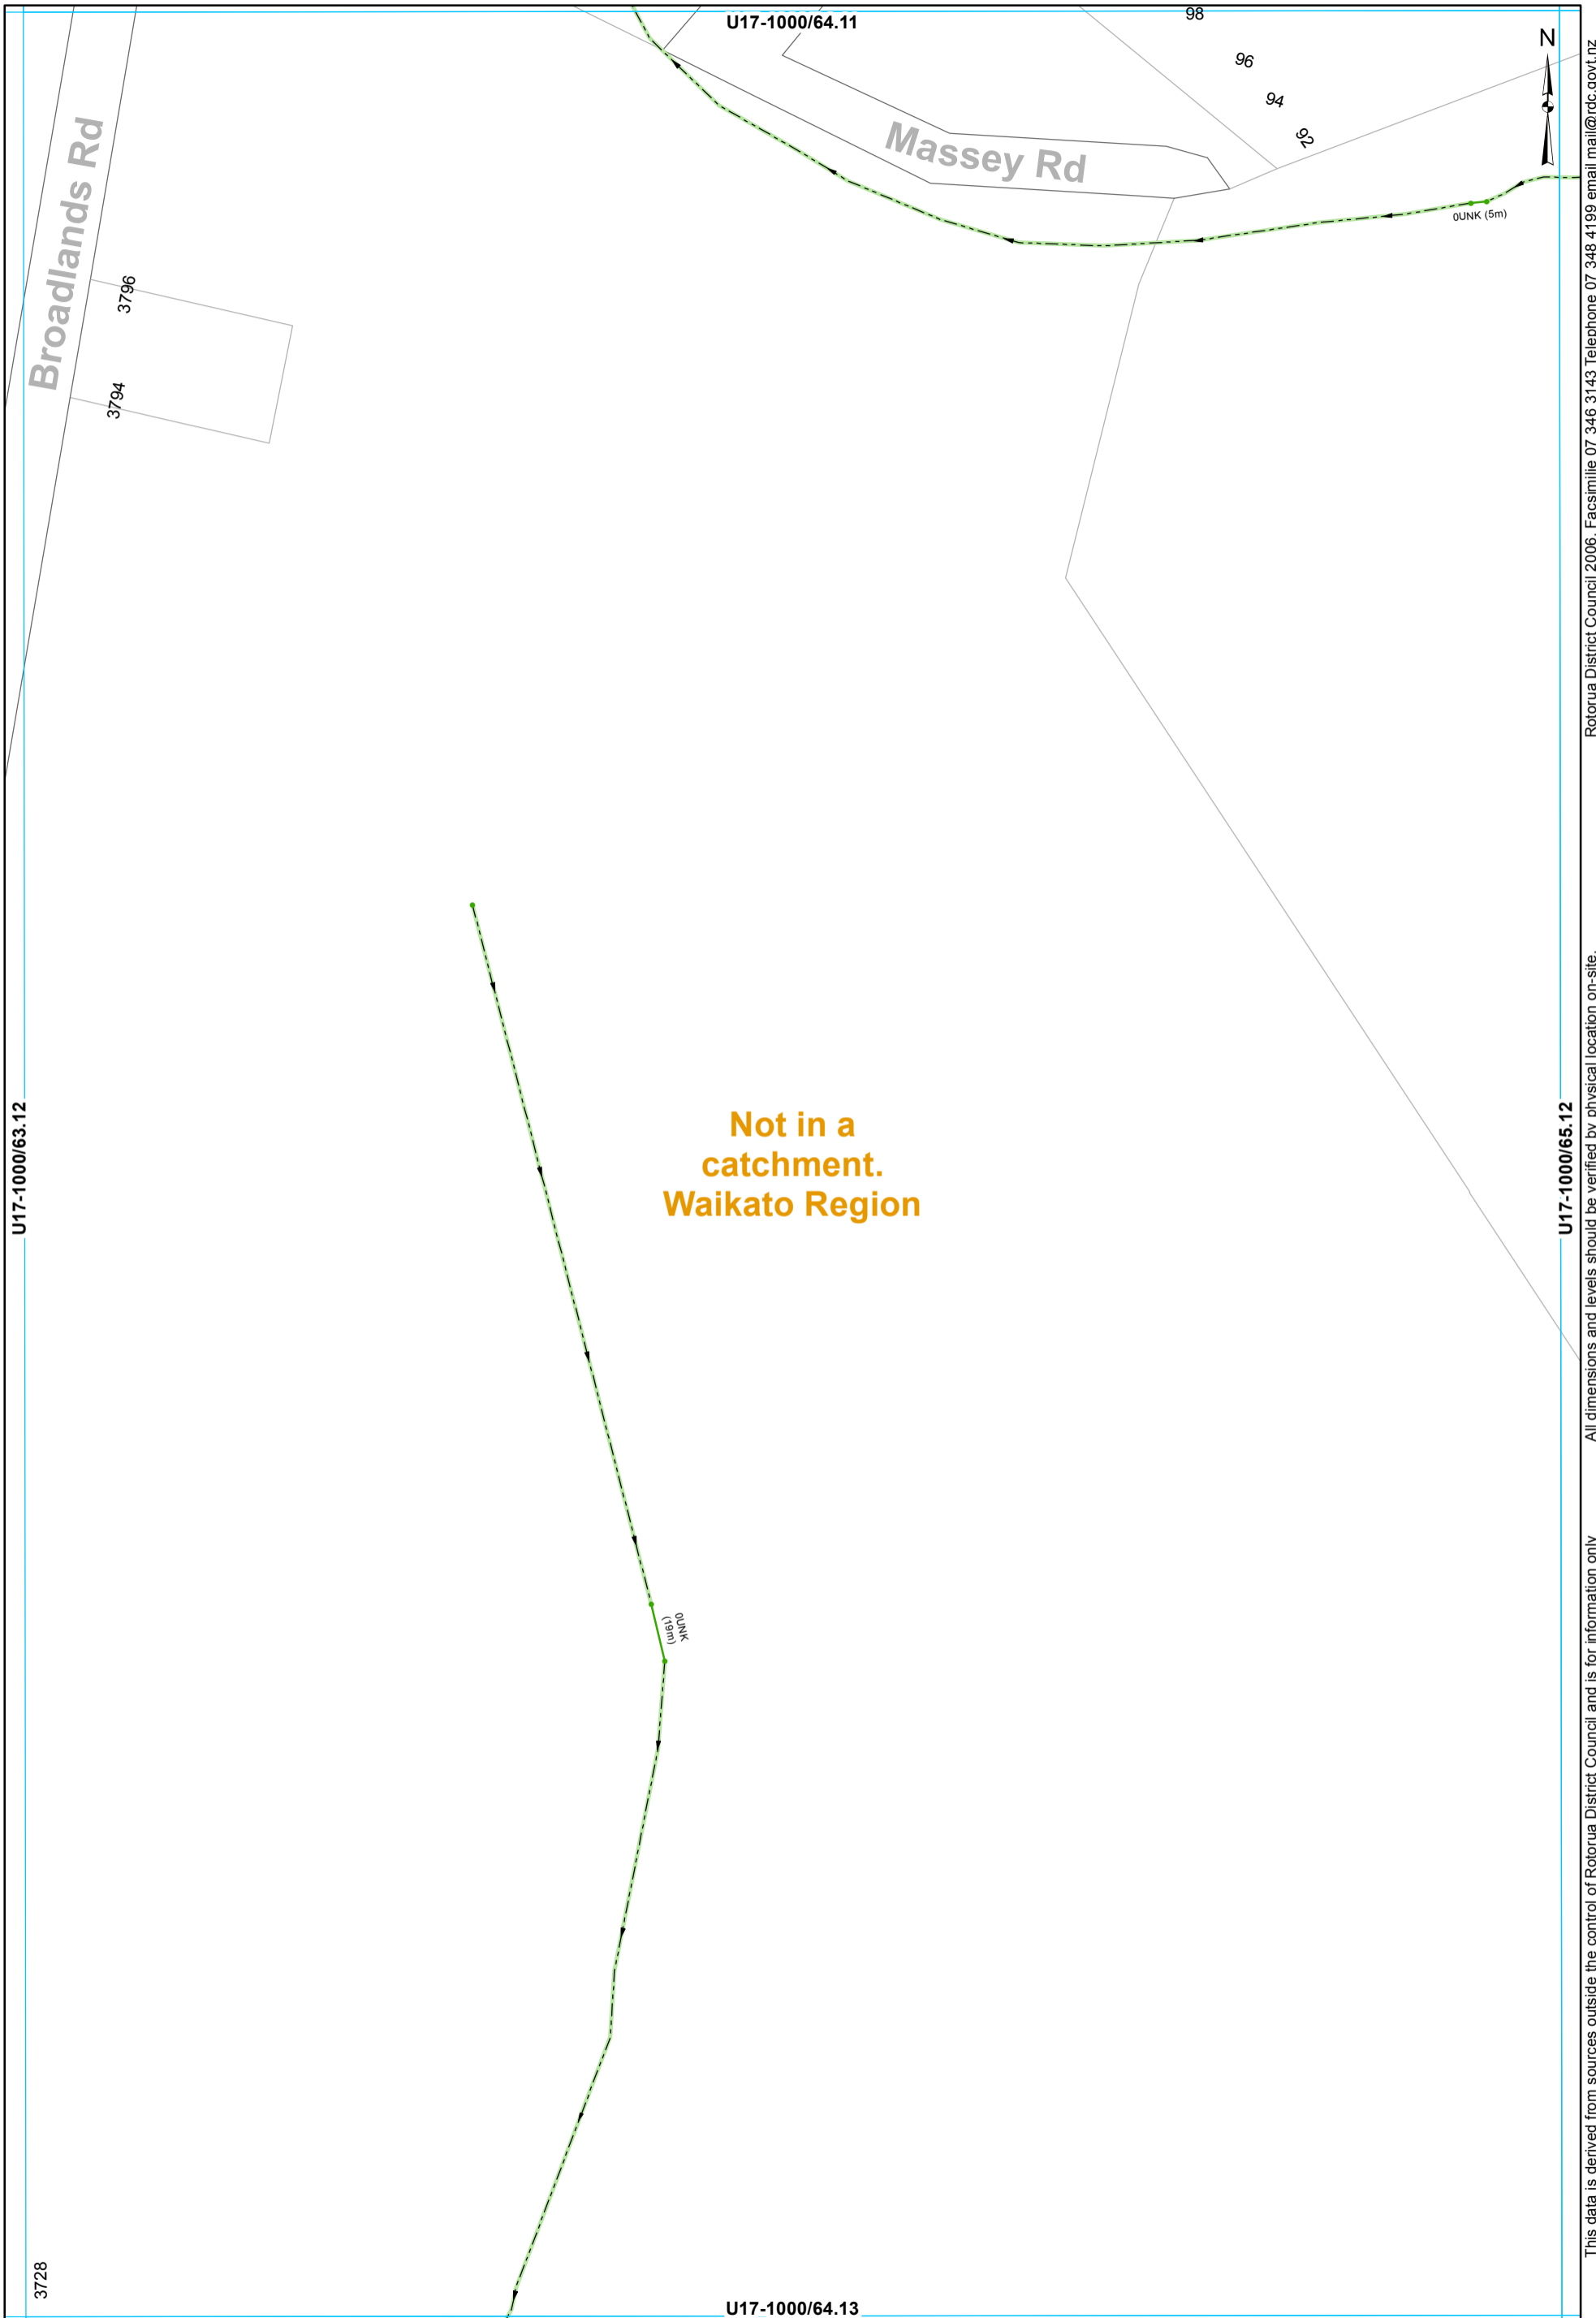 U17-1000/64.11
98
N
96
94
92
Massey Rd
Broadlands Rd
0UNK (5m)
3796
3794
U17-1000/63.12
Not in a
catchment.
Waikato Region
U17-1000/65.12
0UNK
(19m)
3728
U17-1000/64.13
This data is derived from sources outside the control of Rotorua District Council and is for information only
All dimensions and levels should be verified by physical location on-site.
Rotorua District Council 2006. Facsimilie 07 346 3143 Telephone 07 348 4199 email mail@rdc.govt.nz